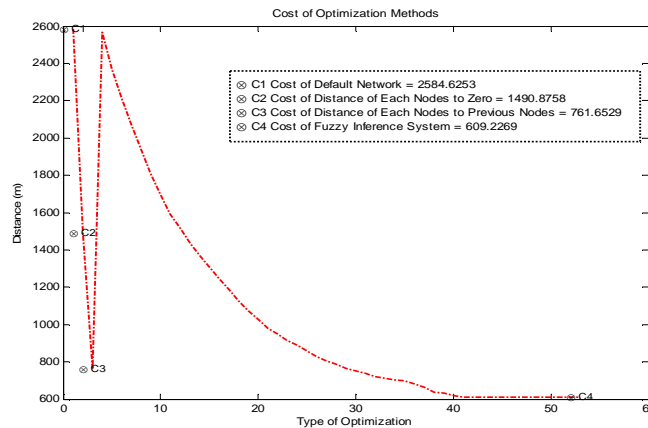 Cost of Optimization Methods
2600
2400
2200
2000
1800
1600
1400
1200
1000
800
600
Distance (m)
C1
C2
C3
C4
C1 Cost of Default Network = 2584.6253
C2 Cost of Distance of Each Nodes to Zero = 1490.8758
C3 Cost of Distance of Each Nodes to Previous Nodes = 761.6529
C4 Cost of Fuzzy Inference System = 609.2269
0 10 20 30 40 50
Type of Optimization